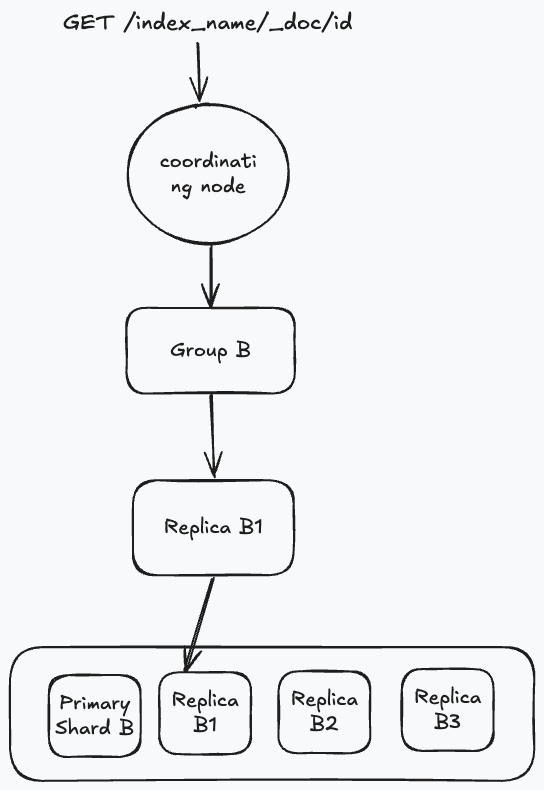 GET /index_name/_doc/id
coordinati
ng node
Group B
Replica B1
Primary
Shard B
Replica
B1
Replica
B2
Replica
B3